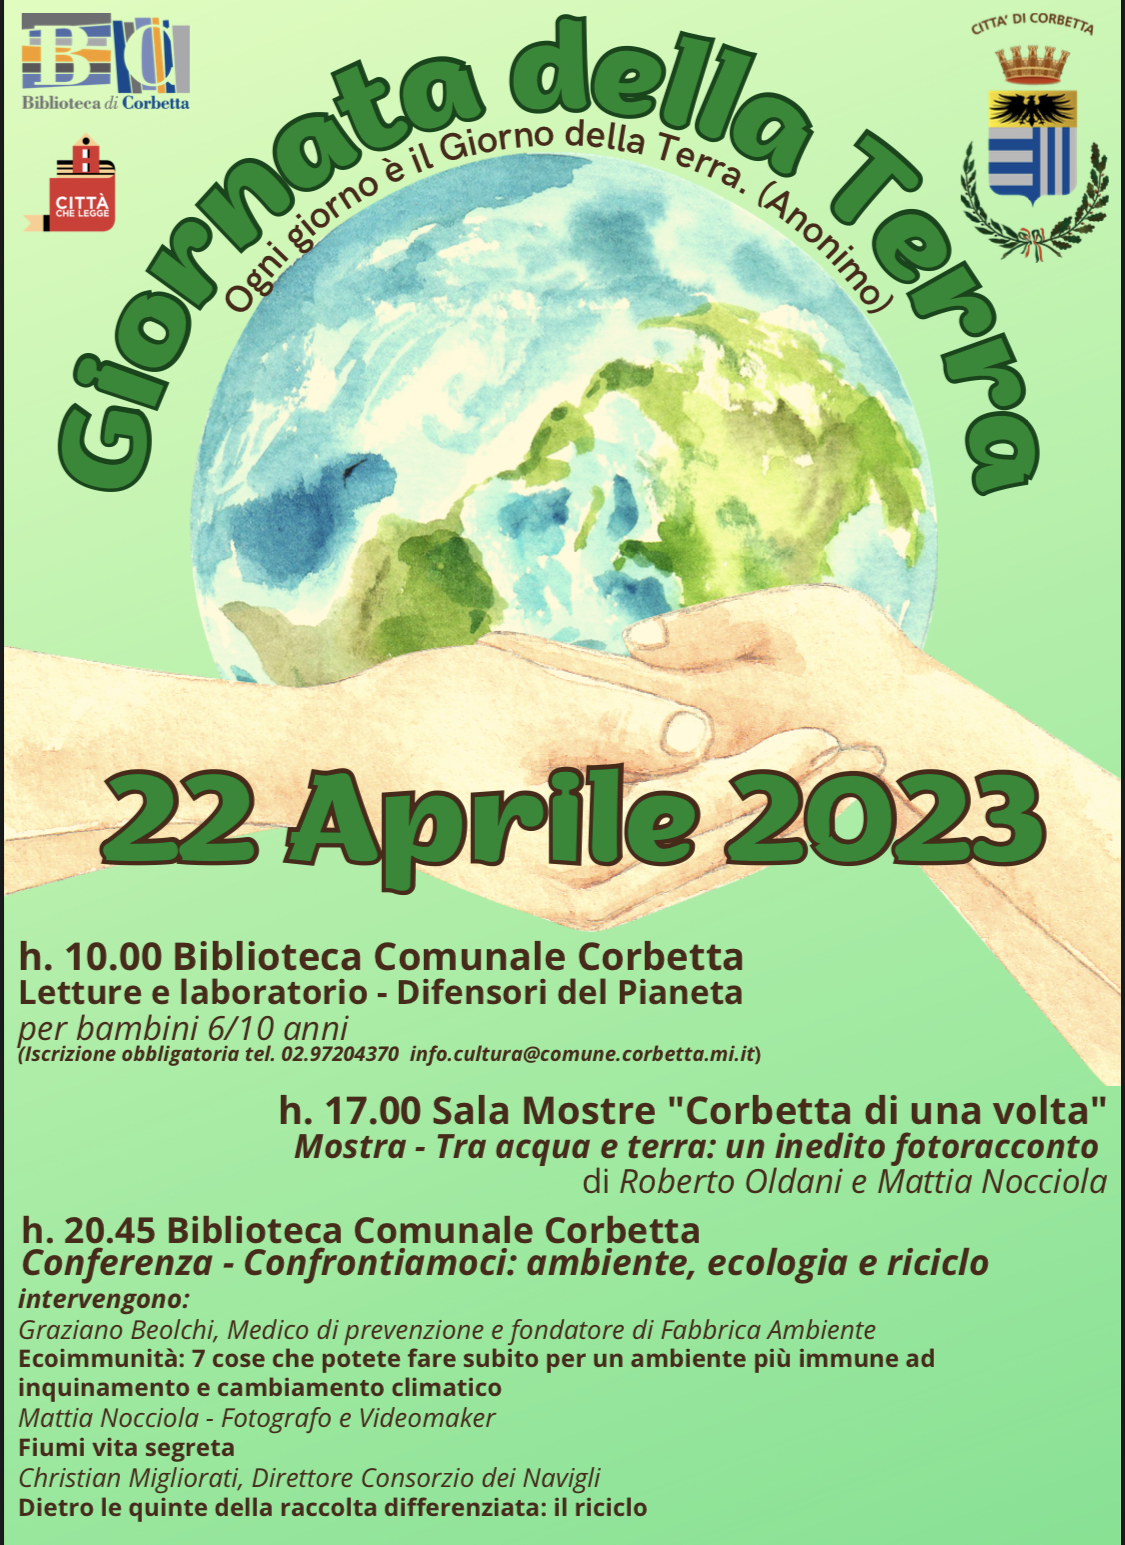 Biblioteca di Corbetta
CITTÀ
CHE LEGGE
CITTA' DI CORBETTA
Giornata della Terra
Ogni giorno è il Giorno della Terra. (Anonimo)
22 Aprile 2023
h. 10.00 Biblioteca Comunale Corbetta
Letture e laboratorio - Difensori del Pianeta
per bambini 6/10 anni
(Iscrizione obbligatoria tel. 02.97204370 info.cultura@comune.corbetta.mi.it)
h. 17.00 Sala Mostre "Corbetta di una volta"
Mostra - Tra acqua e terra: un inedito fotoracconto
di Roberto Oldani e Mattia Nocciola
h. 20.45 Biblioteca Comunale Corbetta
Conferenza - Confrontiamoci: ambiente, ecologia e riciclo
intervengono:
Graziano Beolchi, Medico di prevenzione e fondatore di Fabbrica Ambiente
Ecoimmunità: 7 cose che potete fare subito per un ambiente più immune ad
inquinamento e cambiamento climatico
Mattia Nocciola - Fotografo e Videomaker
Fiumi vita segreta
Christian Migliorati, Direttore Consorzio dei Navigli
Dietro le quinte della raccolta differenziata: il riciclo